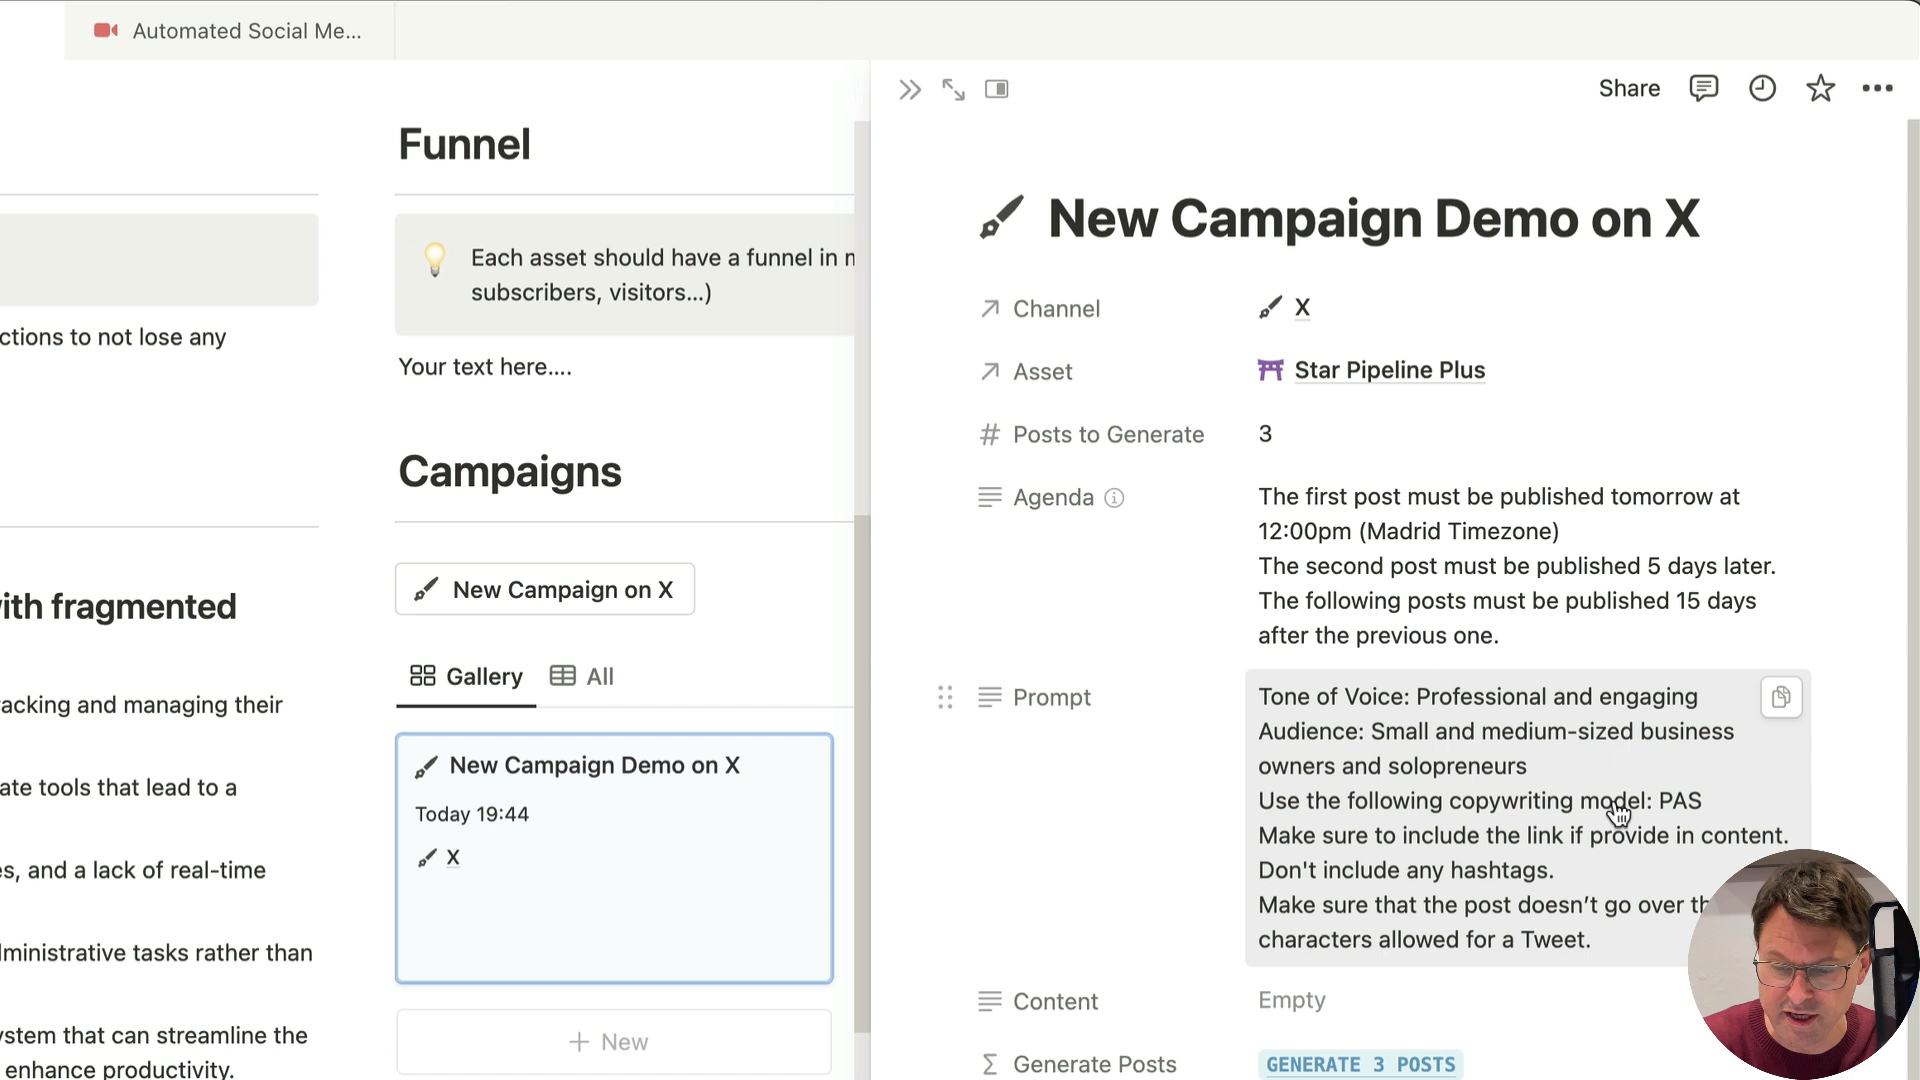 Automated Social Me...
ctions to not lose any
ith fragmented
acking and managing their
ate tools that lead to a
es, and a lack of real-time
ministrative tasks rather than
ystem that can streamline the
enhance productivity.
Funnel
Each asset should have a funnel in
subscribers, visitors...)
Your text here....
Campaigns
New Campaign on X
Gallery
All
New Campaign Demo on X
Today 19:44
X
New
Share
New Campaign Demo on X
Channel
X
Asset
Star Pipeline Plus
Posts to Generate
3
Agenda
The first post must be published tomorrow at
12:00pm (Madrid Timezone)
The second post must be published 5 days later.
The following posts must be published 15 days
after the previous one.
Prompt
Tone of Voice: Professional and engaging
Audience: Small and medium-sized business
owners and solopreneurs
Use the following copywriting model: PAS
Make sure to include the link if provide in content.
Don't include any hashtags.
Make sure that the post doesn’t go over
characters allowed for a Tweet.
Content
Empty
Generate Posts
GENERATE 3 POSTS